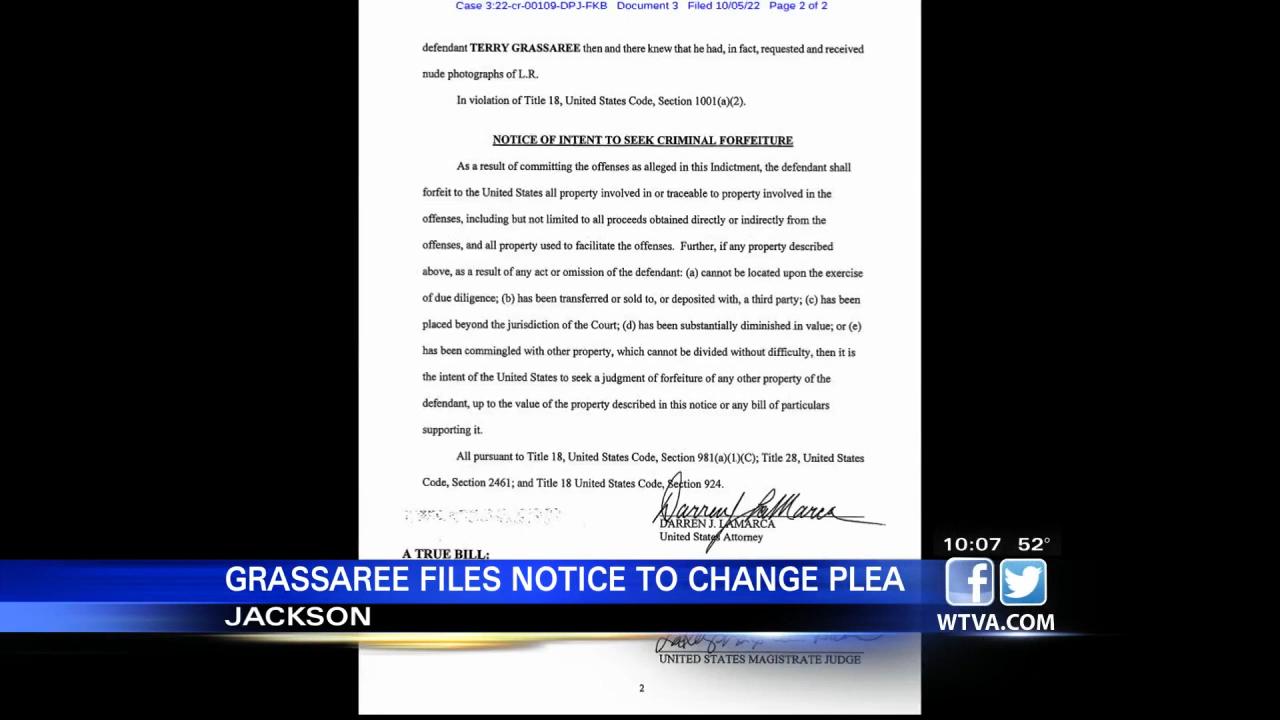 Case 3:22-cr-00109-DPJ-FKB Document 3 Filed 10/05/22 Page 2 of 2
defendant TERRY GRASSAREE then and there knew that he had, in fact, requested and received
nude photographs of L.R.
In violation of Title 18, United States Code, Section 1001(a)(2).
NOTICE OF INTENT TO SEEK CRIMINAL FORFEITURE
As a result of committing the offenses as alleged in this Indictment, the defendant shall
forfeit to the United States all property involved in or traceable to property involved in the
offenses, including but not limited to all proceeds obtained directly or indirectly from the
offenses, and all property used to facilitate the offenses. Further, if any property described
above, as a result of any act or omission of the defendant: (a) cannot be located upon the exercise
of due diligence; (b) has been transferred or sold to, or deposited with, a third party; (c) has been
placed beyond the jurisdiction of the Court; (d) has been substantially diminished in value; or (e)
has been commingled with other property, which cannot be divided without difficulty, then it is
the intent of the United States to seek a judgment of forfeiture of any other property of the
defendant, up to the value of the property described in this notice or any bill of particulars
supporting it.
All pursuant to Title 18, United States Code, Section 981(a)(1)(C); Title 28, United States
Code, Section 2461; and Title 18 United States Code, Section 924.
Darren J LaMarca
DARREN J. LAMARCA
United States Attorney
A TRUE BILL:
10:07 52°
GRASSAREE FILES NOTICE TO CHANGE PLEA
JACKSON
WTVA.COM
UNITED STATES MAGISTRATE JUDGE
2